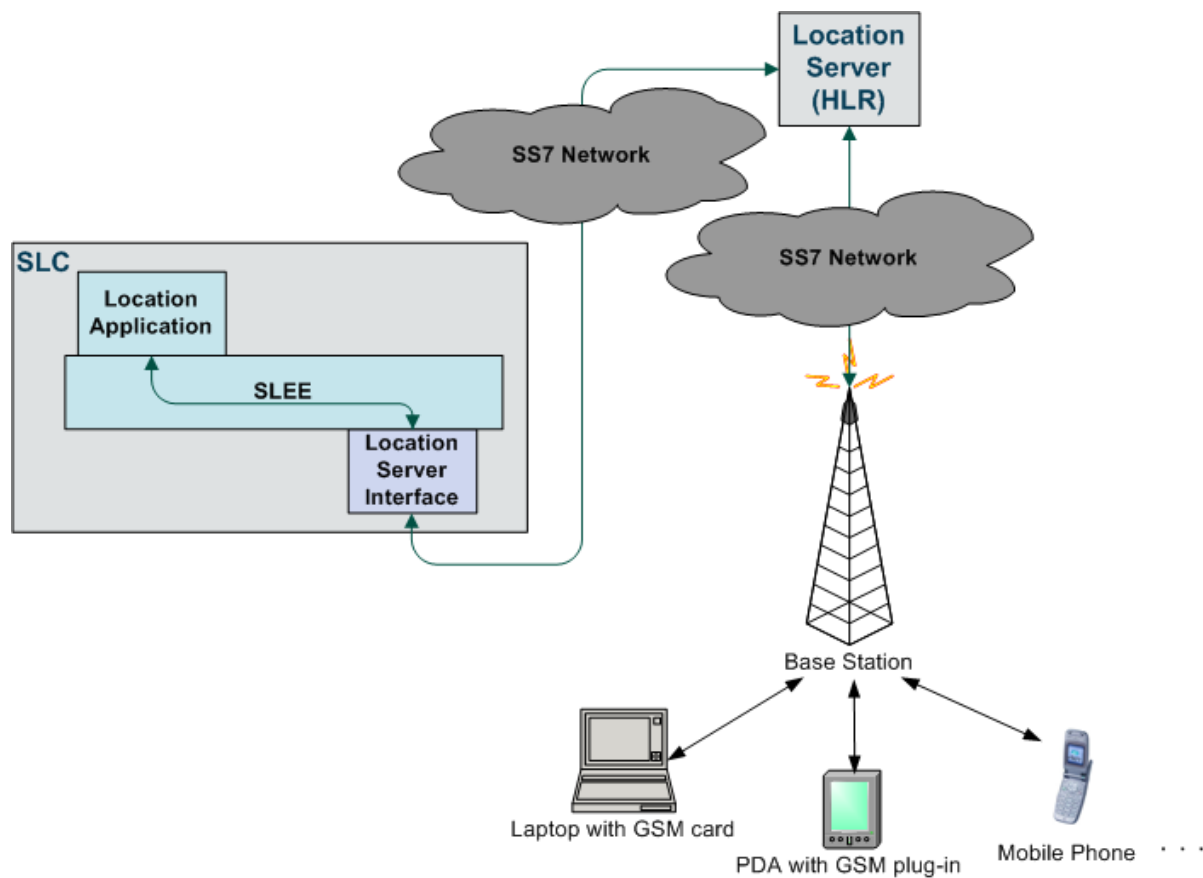 Location
Server
(HLR)
SS7 Network
SS7 Network
SLC
Location
Application
SLEE
Location
Server
Interface
Base Station
Laptop with GSM card
PDA with GSM plug-in
Mobile Phone . . .